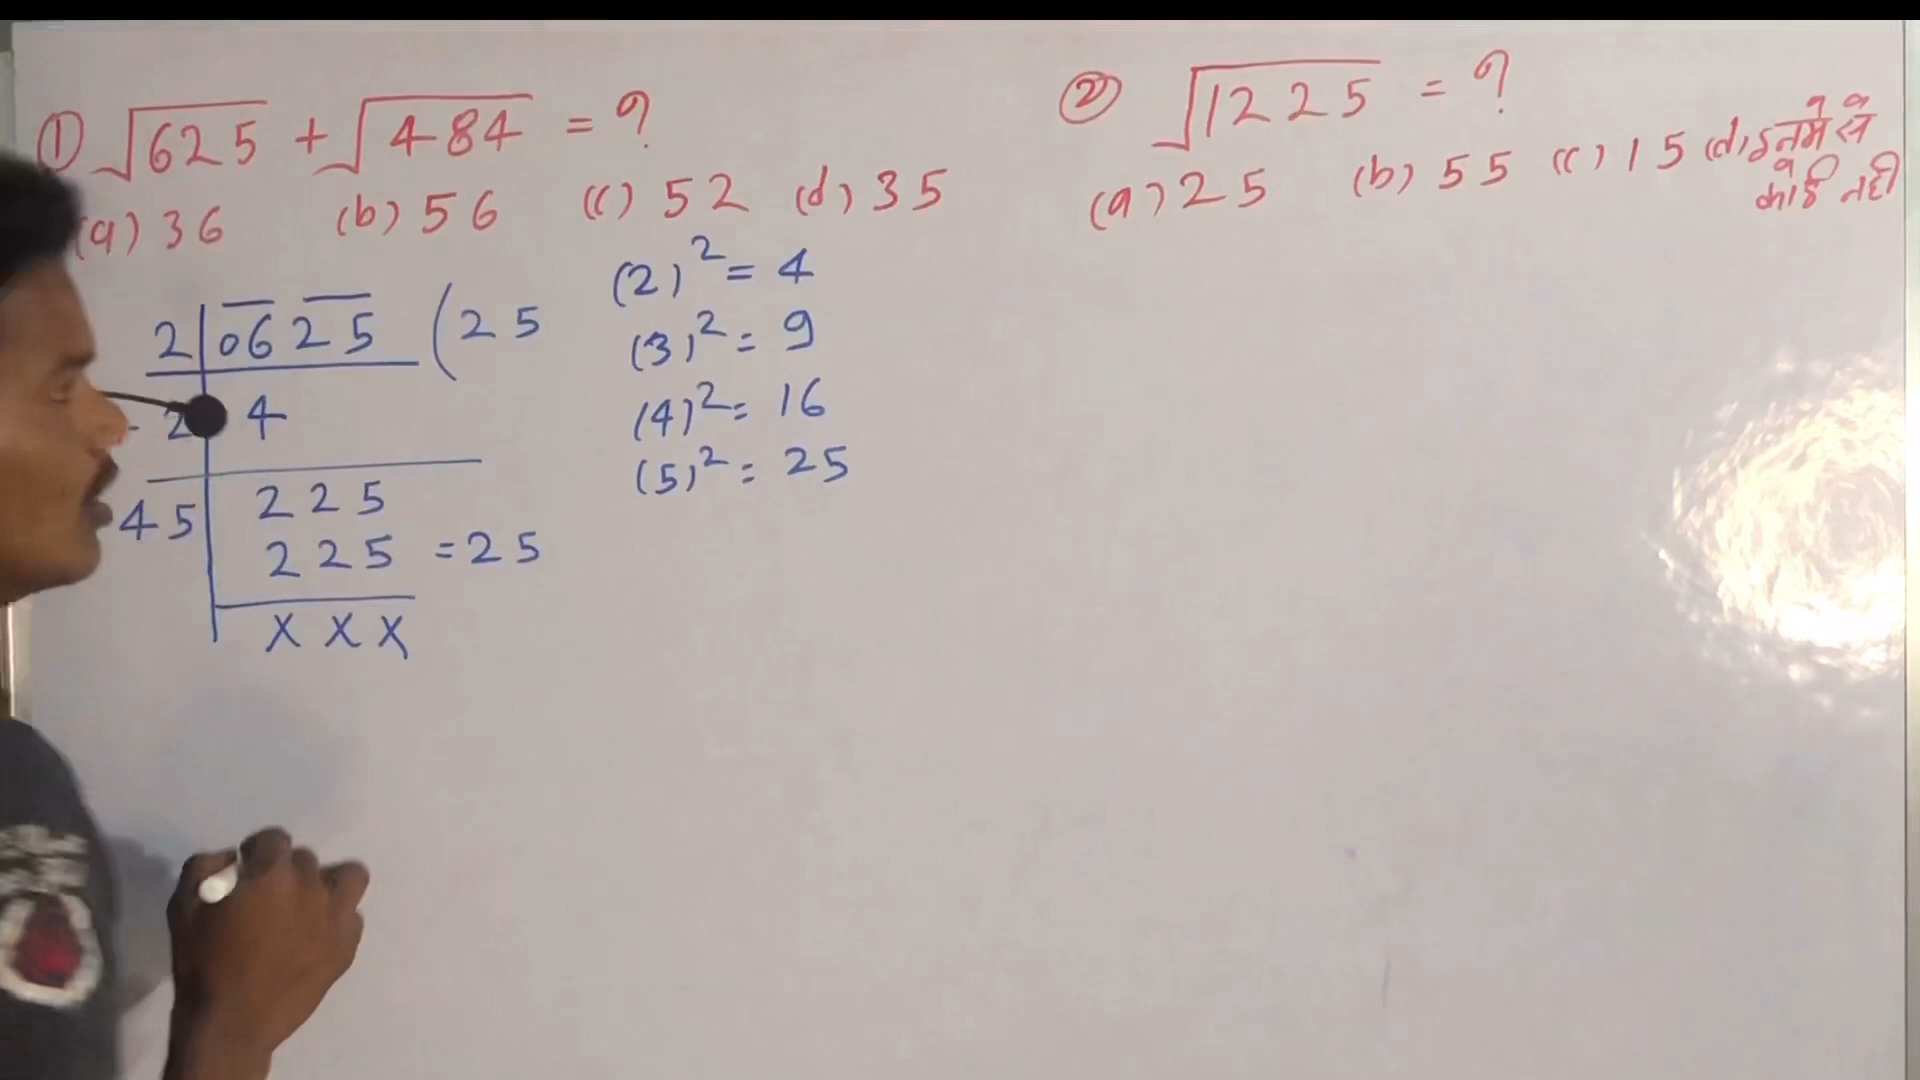 ① √625 + √484 = ?
(a) 36 (b) 56 (c) 52 (d) 35
2 | 06 25 ( 25
2 4
45 225
225 = 25
x x x
(2)² = 4
(3)² = 9
(4)² = 16
(5)² = 25
② √1225 = ?
(a) 25 (b) 55 (c) 15 (d) इनमे से
कोई नही